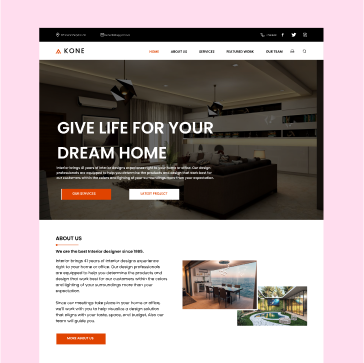 KONE
HOME ABOUT US SERVICES FEATURED WORK OUR TEAM
GIVE LIFE FOR YOUR
DREAM HOME
Interior brings 41 years of interior designs experience right to your home or office. Our design
professionals are equipped to help you determine the products and design that work best for
our customers within the colors and lighting of your surroundings make from your expectation.
OUR SERVICES LATEST PROJECT
ABOUT US
We are the best interior designer since 1995.
Interior brings 41 years of interior designs experience
right to your home or office. Our design professionals
are equipped to help you determine the products and
design that work best for our customers within the colors
and lighting of your surroundings more than your
expectation.
Since our meetings take place in your home or office,
we'll work with you to help visualize a design solution
that aligns with your taste, space, and budget. Also our
team will guide you.
MORE ABOUT US